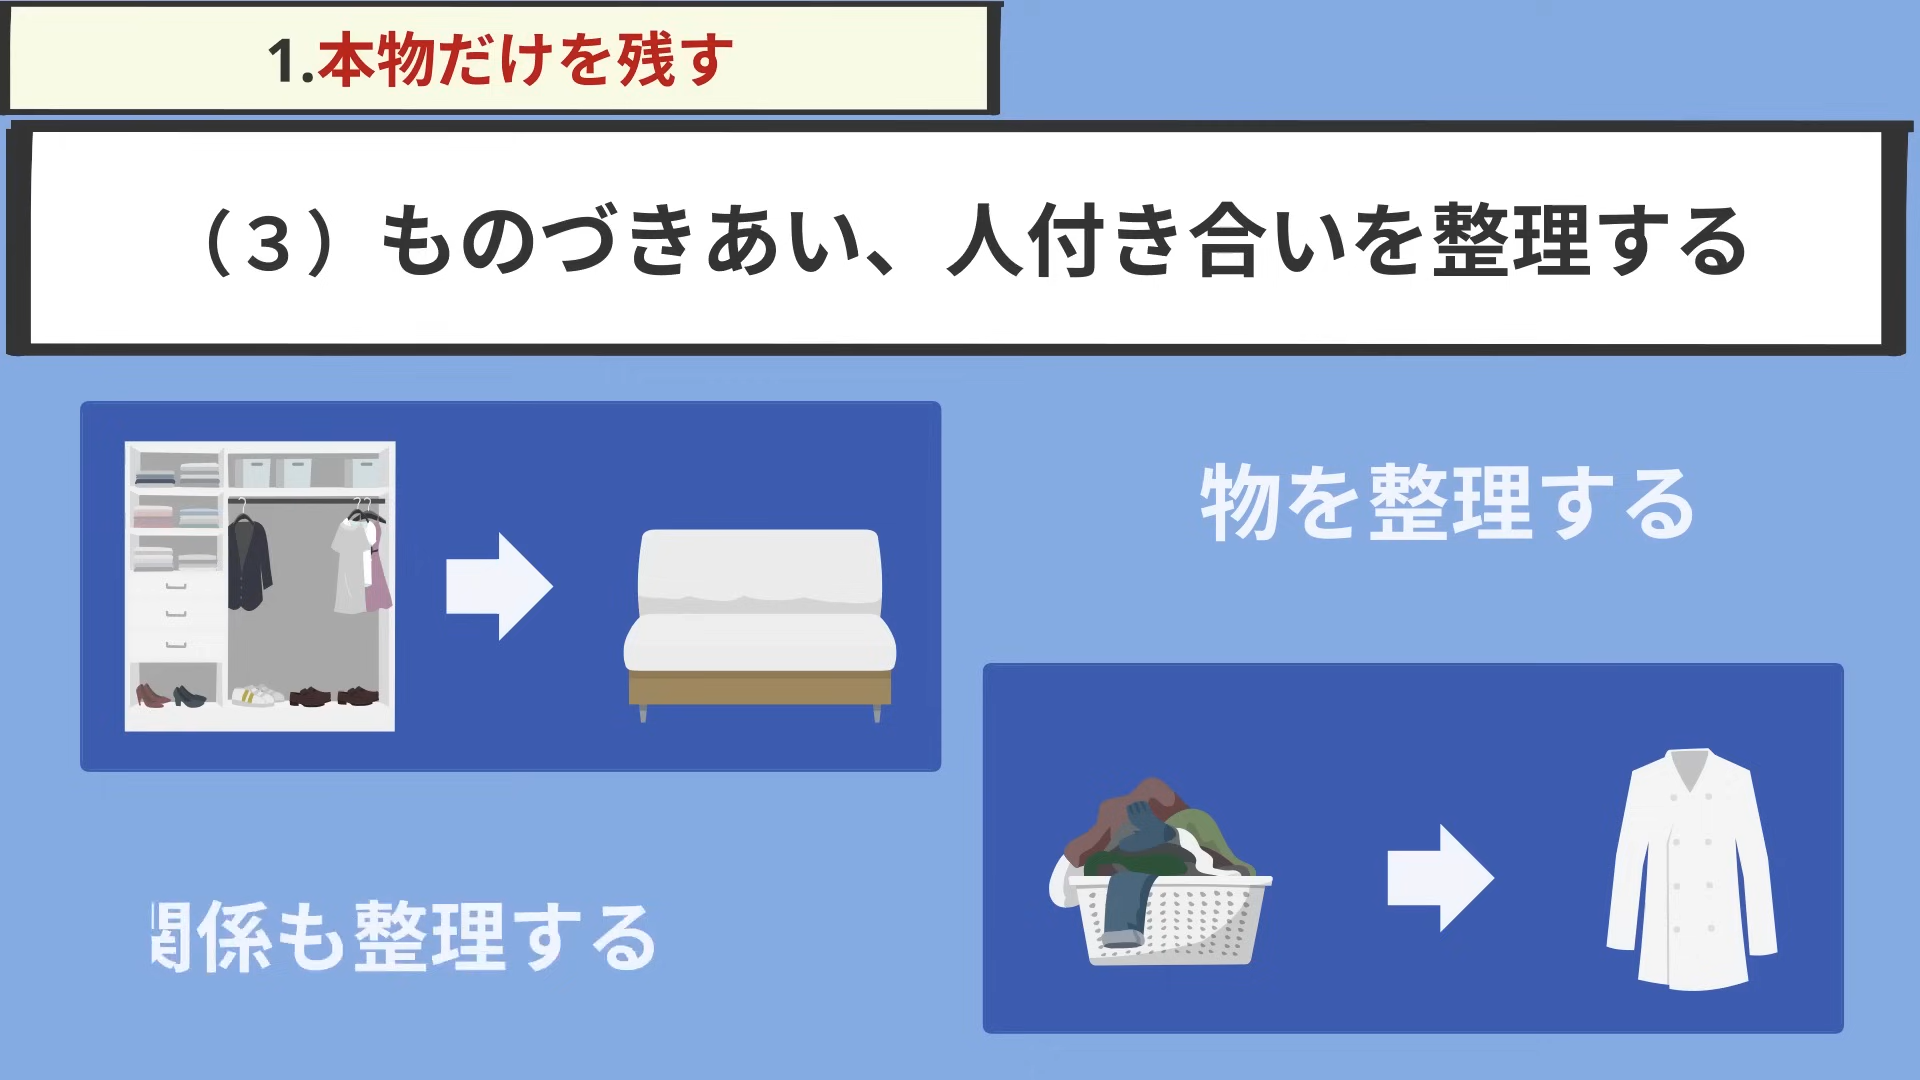 1.本物だけを残す
（３）ものづきあい、人付き合いを整理する
物を整理する
関係も整理する